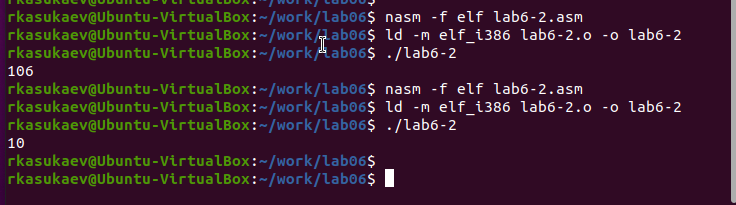 rkasukaev@Ubuntu-VirtualBox:~/work/lab06$ nasm -f elf lab6-2.asm
rkasukaev@Ubuntu-VirtualBox:~/work/lab06$ ld -m elf_i386 lab6-2.o -o lab6-2
rkasukaev@Ubuntu-VirtualBox:~/work/lab06$ ./lab6-2
106
rkasukaev@Ubuntu-VirtualBox:~/work/lab06$ nasm -f elf lab6-2.asm
rkasukaev@Ubuntu-VirtualBox:~/work/lab06$ ld -m elf_i386 lab6-2.o -o lab6-2
rkasukaev@Ubuntu-VirtualBox:~/work/lab06$ ./lab6-2
10
rkasukaev@Ubuntu-VirtualBox:~/work/lab06$
rkasukaev@Ubuntu-VirtualBox:~/work/lab06$